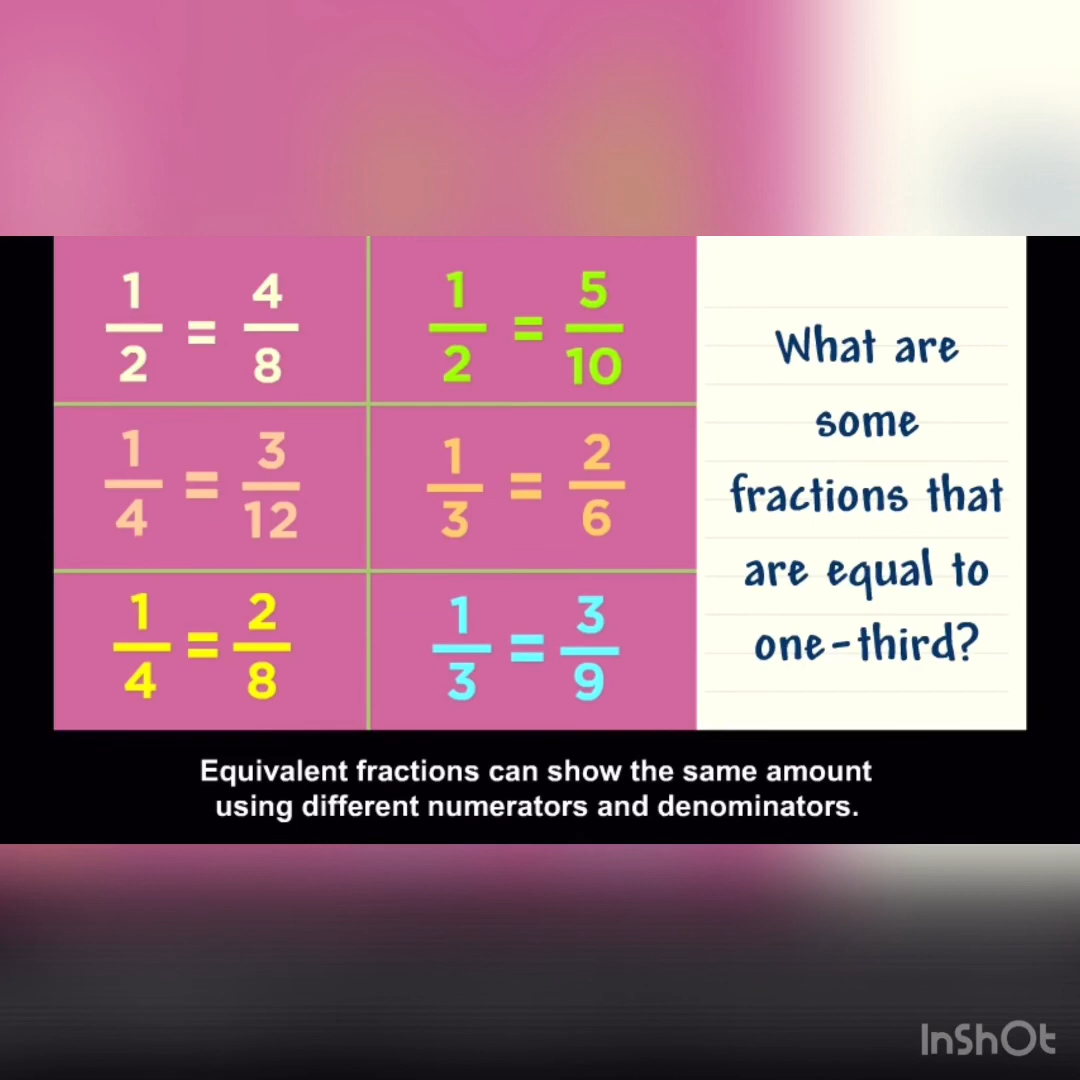 1/2 = 4/8
1/2 = 5/10
1/4 = 3/12
1/3 = 2/6
1/4 = 2/8
1/3 = 3/9
What are
some
fractions that
are equal to
one-third?
Equivalent fractions can show the same amount
using different numerators and denominators.
InShOt